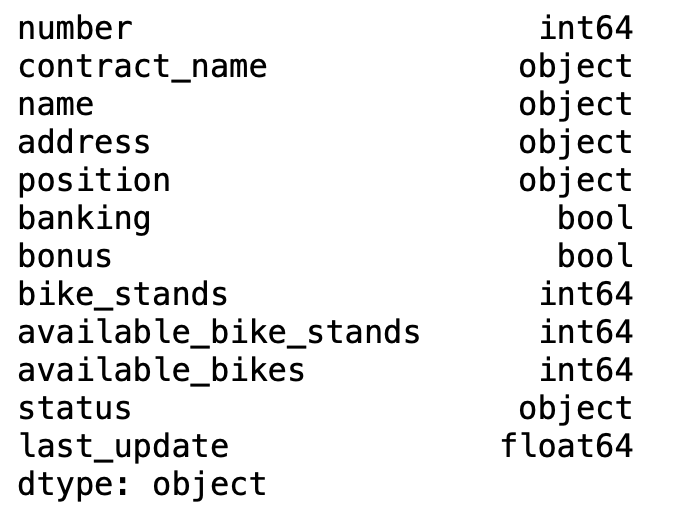 number int64
contract_name object
name object
address object
position object
banking bool
bonus bool
bike_stands int64
available_bike_stands int64
available_bikes int64
status object
last_update float64
dtype: object